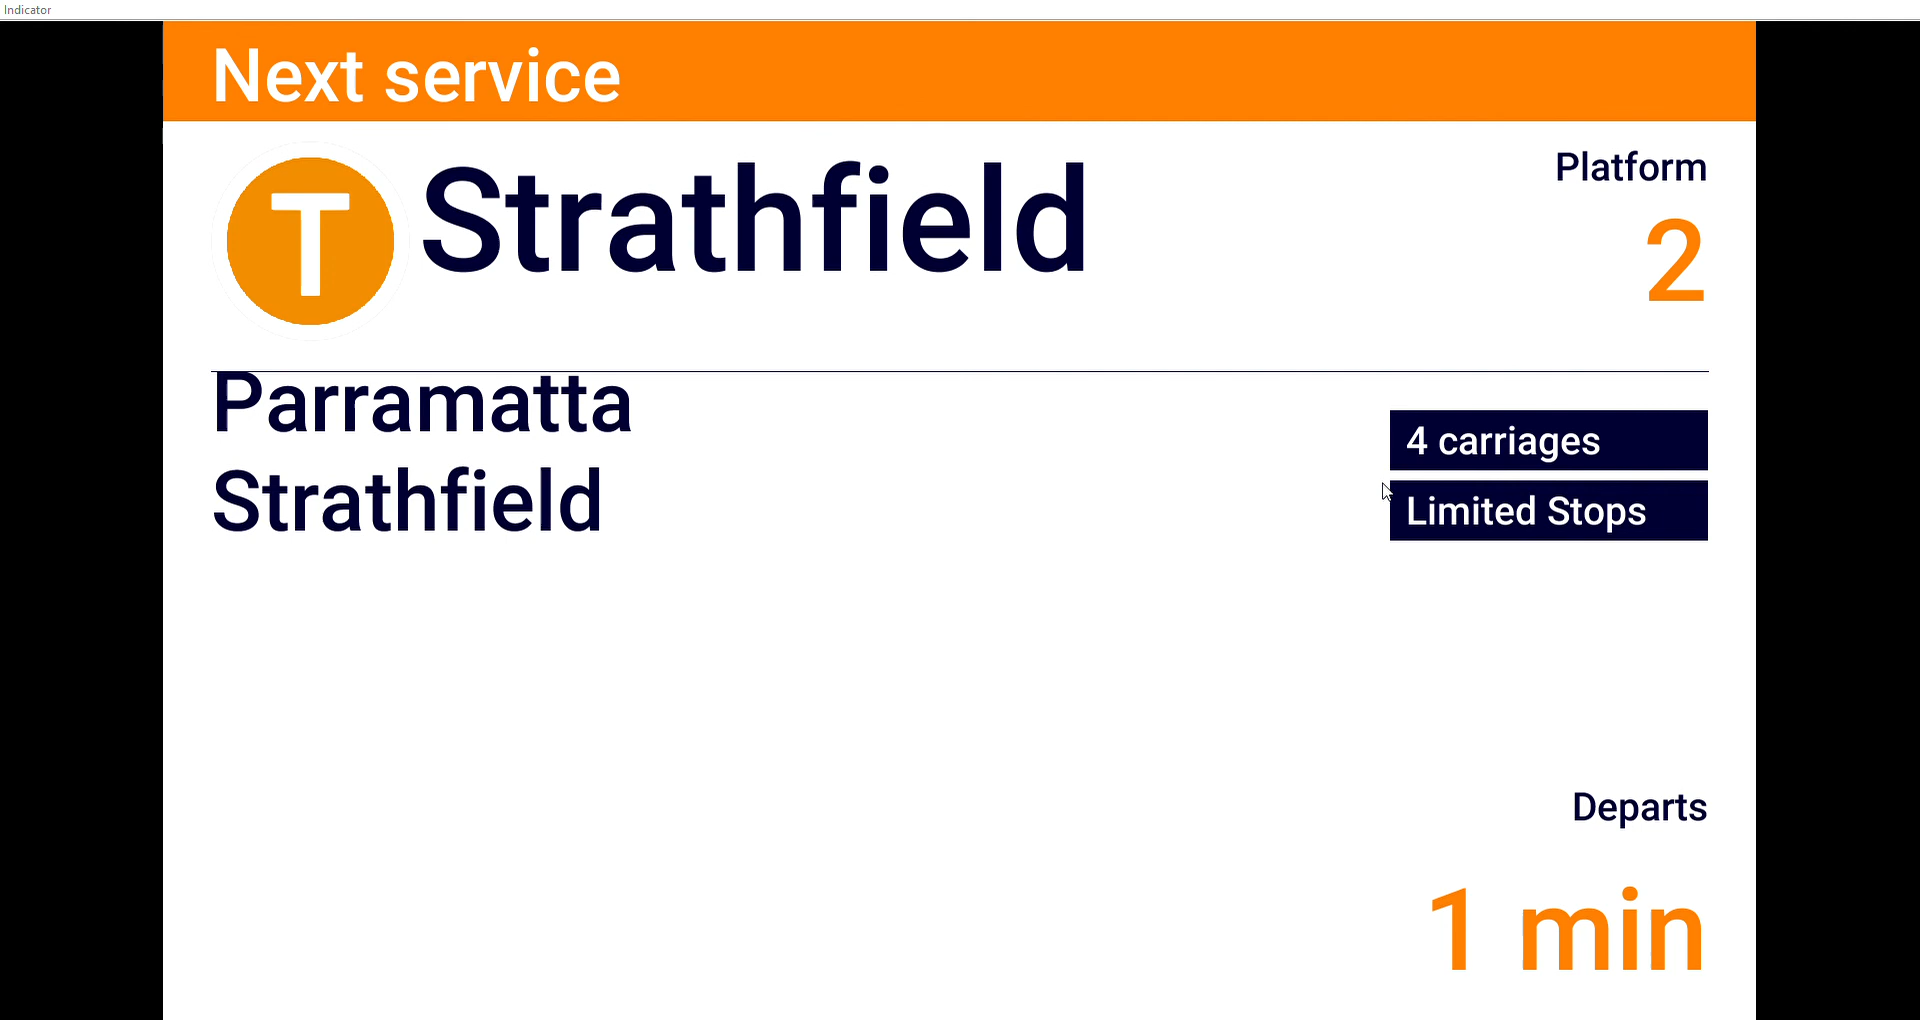 Indicator
Next service
T Strathfield
Platform
2
Parramatta
Strathfield
4 carriages
Limited Stops
Departs
1 min